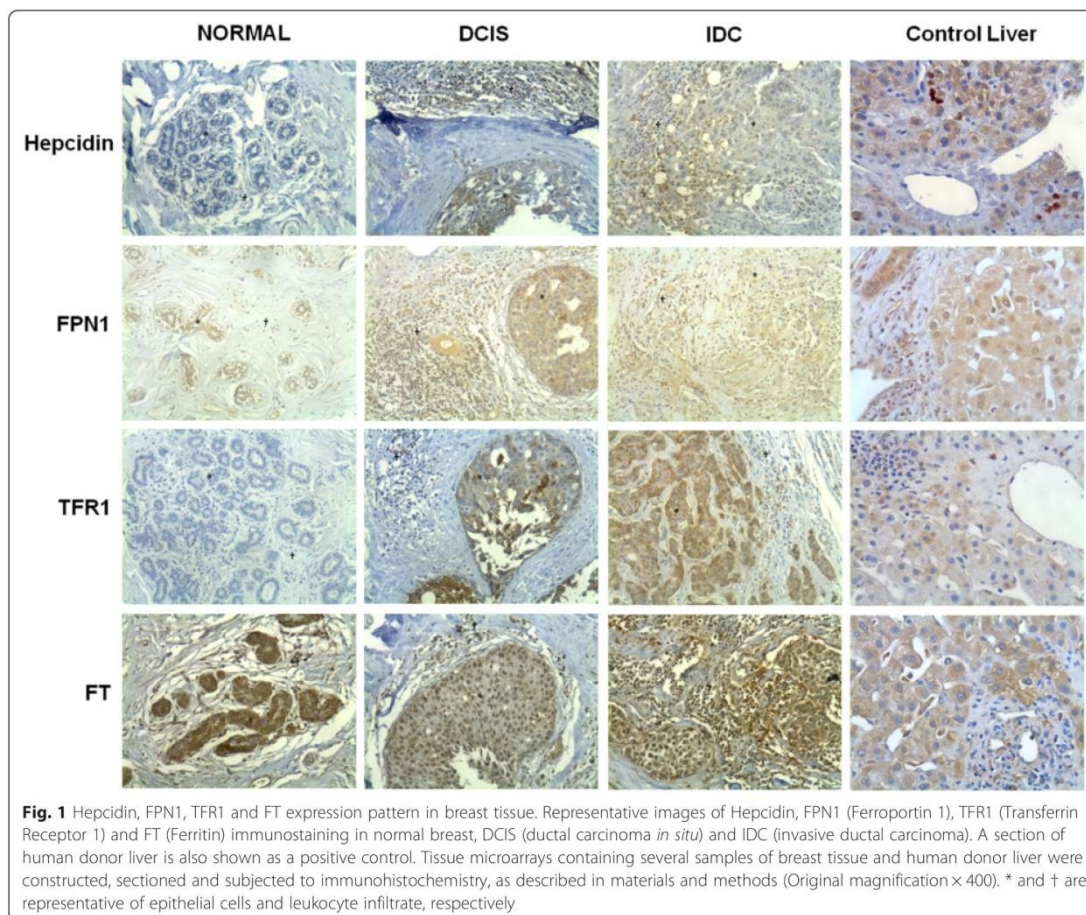 NORMAL DCIS IDC Control Liver
Hepcidin
FPN1
TFR1
FT
Fig. 1 Hepcidin, FPN1, TFR1 and FT expression pattern in breast tissue. Representative images of Hepcidin, FPN1 (Ferroportin 1), TFR1 (Transferrin
Receptor 1) and FT (Ferritin) immunostaining in normal breast, DCIS (ductal carcinoma in situ) and IDC (invasive ductal carcinoma). A section of
human donor liver is also shown as a positive control. Tissue microarrays containing several samples of breast tissue and human donor liver were
constructed, sectioned and subjected to immunohistochemistry, as described in materials and methods (Original magnification × 400). * and † are
representative of epithelial cells and leukocyte infiltrate, respectively